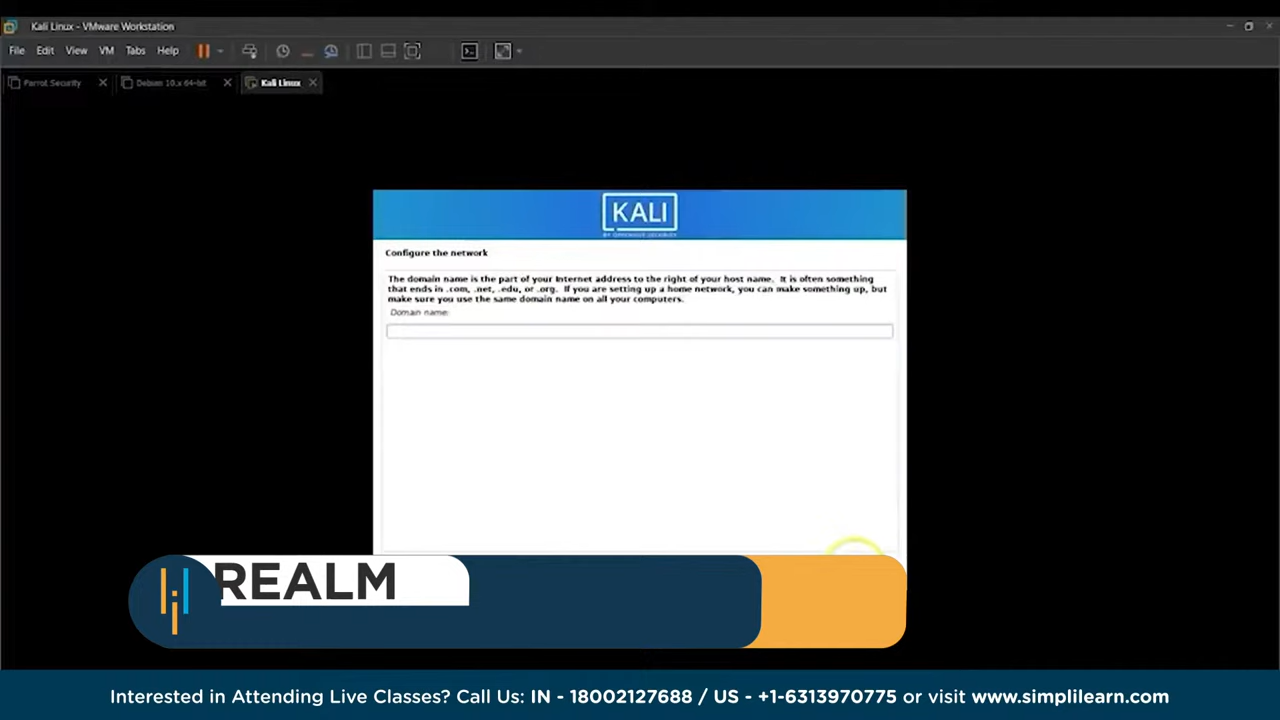 Kali Linux - VMware Workstation
File Edit View VM Tabs Help
Parrot Security Debian 10.x 64-bit Kali Linux
KALI
BY OFFENSIVE SECURITY
Configure the network
The domain name is the part of your Internet address to the right of your host name. It is often something
that ends in .com, .net, .edu, or .org. If you are setting up a home network, you can make something up, but
make sure you use the same domain name on all your computers.
Domain name:
REALM
Interested in Attending Live Classes? Call Us: IN - 18002127688 / US - +1-6313970775 or visit www.simplilearn.com